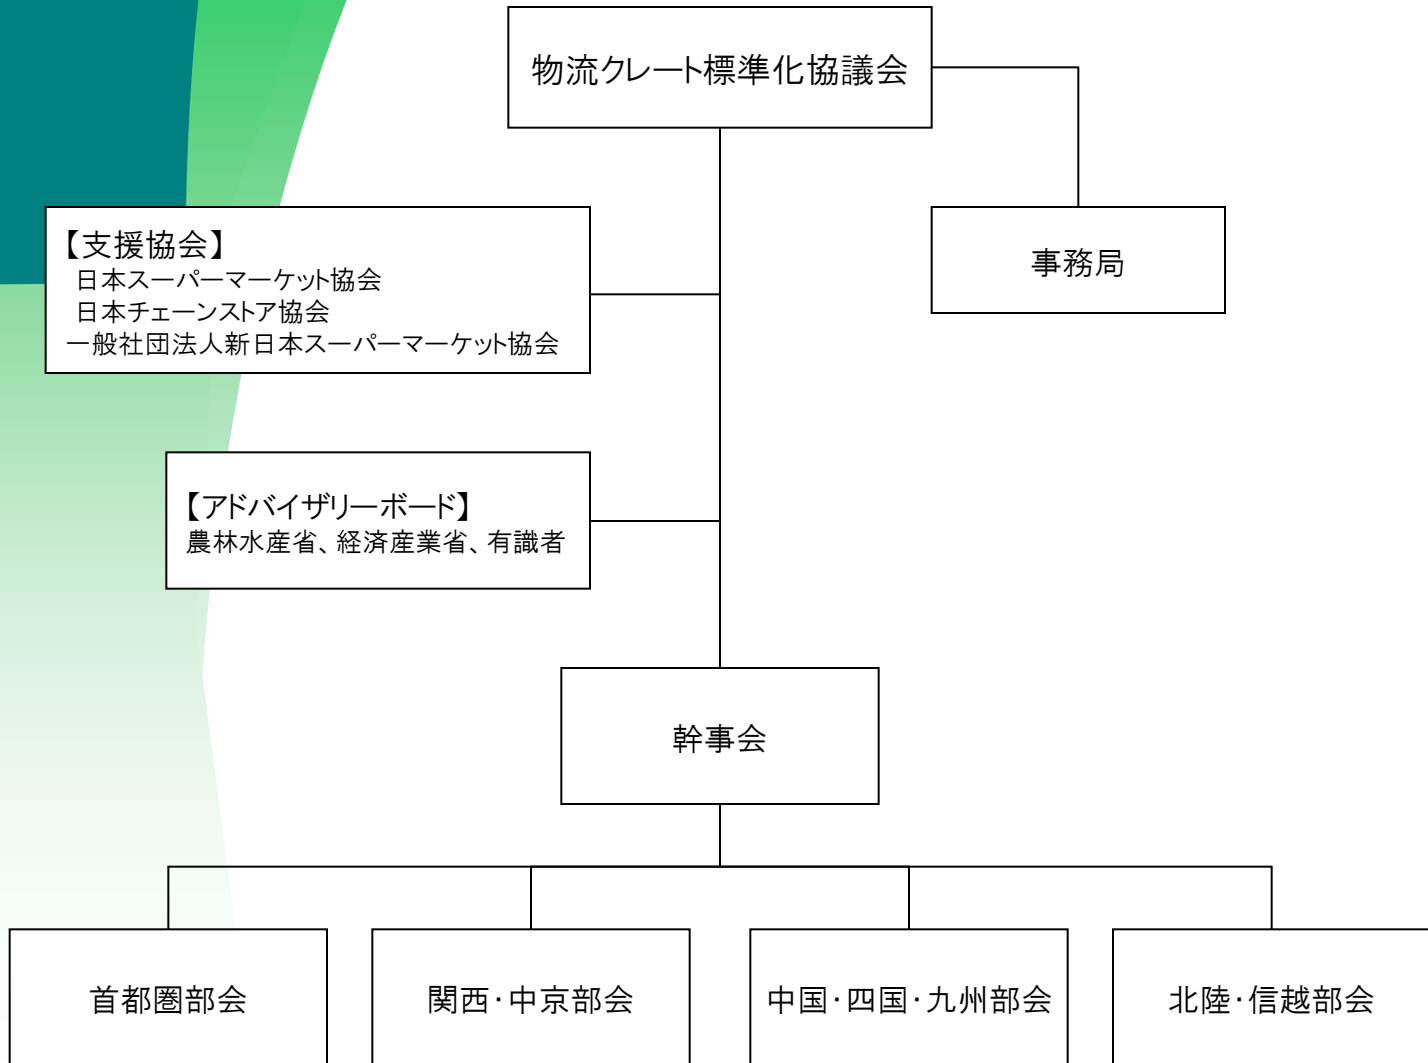 物流クレート標準化協議会
【支援協会】
日本スーパーマーケット協会
日本チェーンストア協会
一般社団法人新日本スーパーマーケット協会
事務局
【アドバイザリーボード】
農林水産省、経済産業省、有識者
幹事会
首都圏部会
関西・中京部会
中国・四国・九州部会
北陸・信越部会